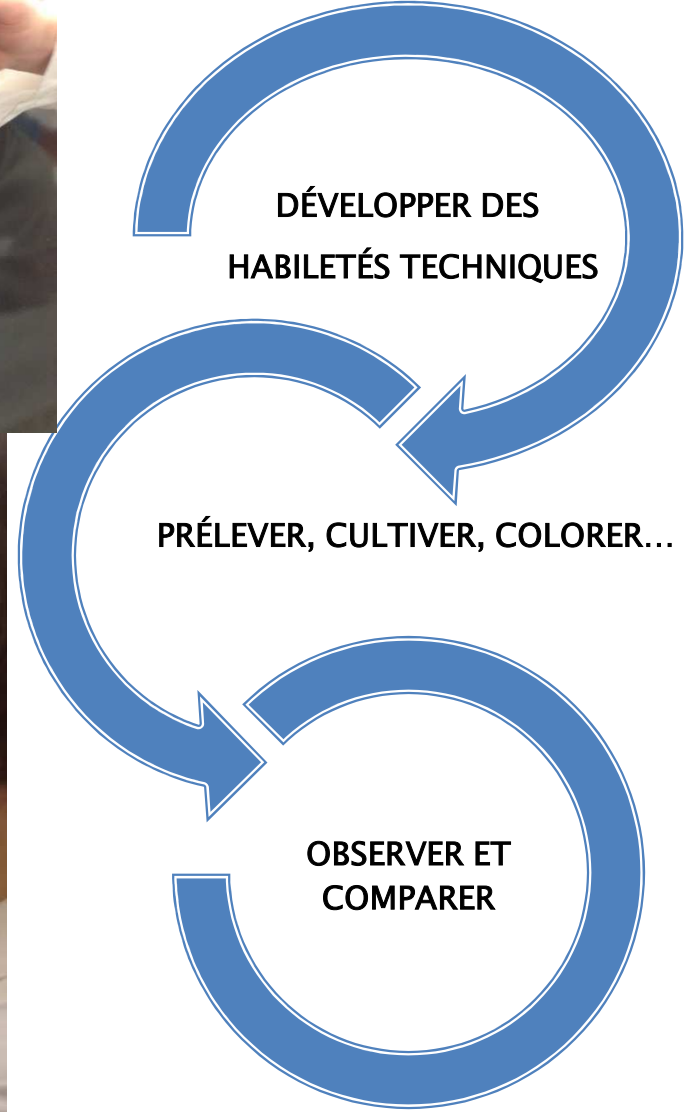 DÉVELOPPER DES
HABILETÉS TECHNIQUES
PRÉLEVER, CULTIVER, COLORER…
OBSERVER ET
COMPARER